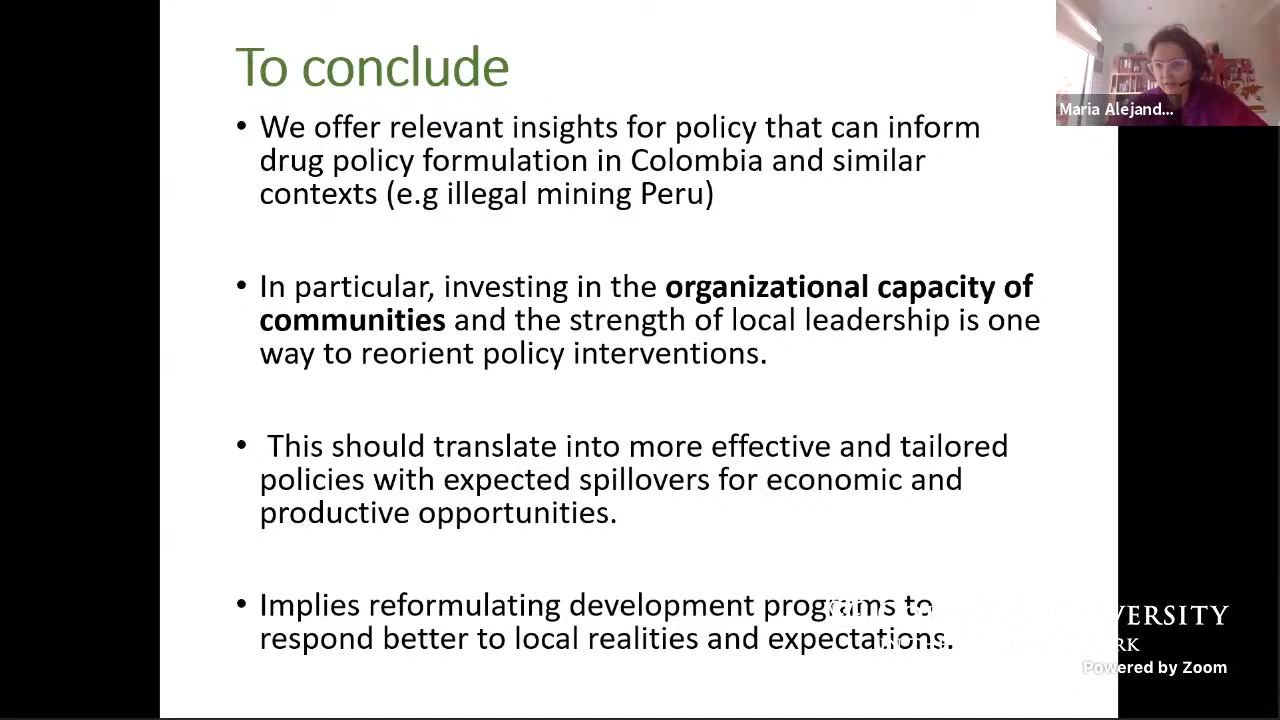 To conclude
• We offer relevant insights for policy that can inform
drug policy formulation in Colombia and similar
contexts (e.g illegal mining Peru)
• In particular, investing in the organizational capacity of
communities and the strength of local leadership is one
way to reorient policy interventions.
• This should translate into more effective and tailored
policies with expected spillovers for economic and
productive opportunities.
• Implies reformulating development programs to
respond better to local realities and expectations.
Maria Alejand...
Powered by Zoom